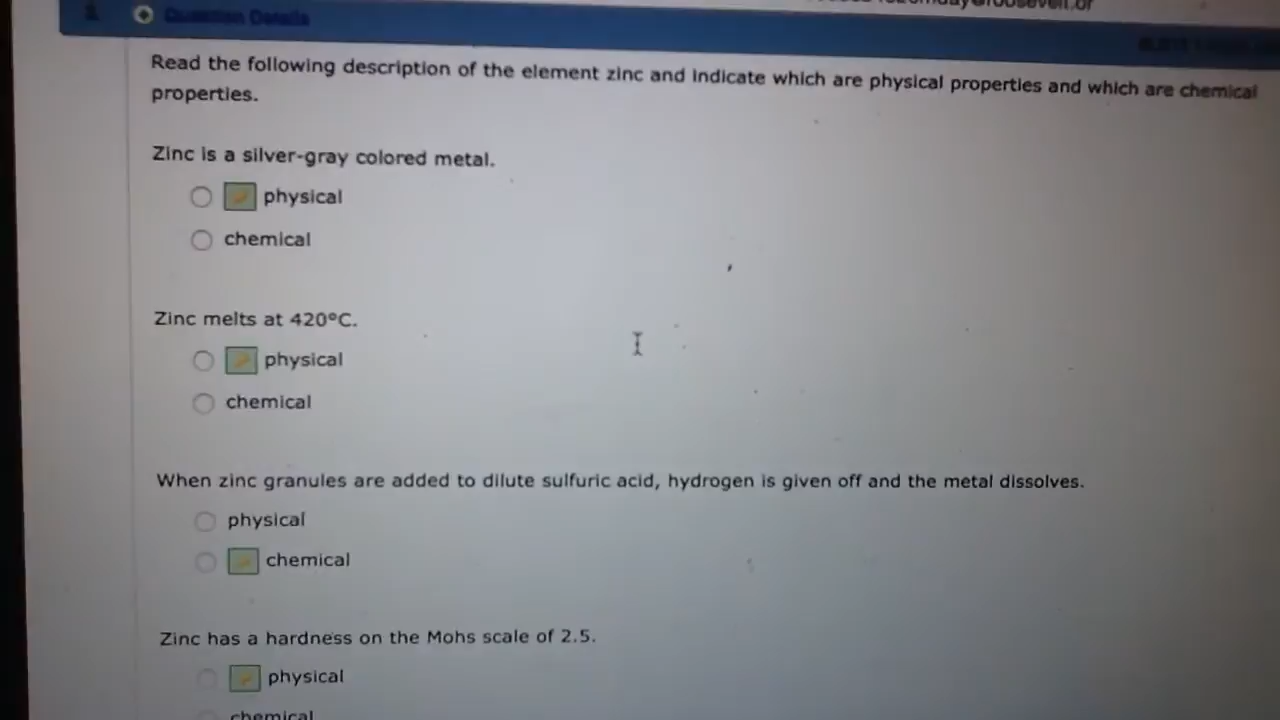 Question Details
Read the following description of the element zinc and indicate which are physical properties and which are chemical
properties.
Zinc is a silver-gray colored metal.
physical
chemical
Zinc melts at 420°C.
physical
chemical
When zinc granules are added to dilute sulfuric acid, hydrogen is given off and the metal dissolves.
physical
chemical
Zinc has a hardness on the Mohs scale of 2.5.
physical
chemical